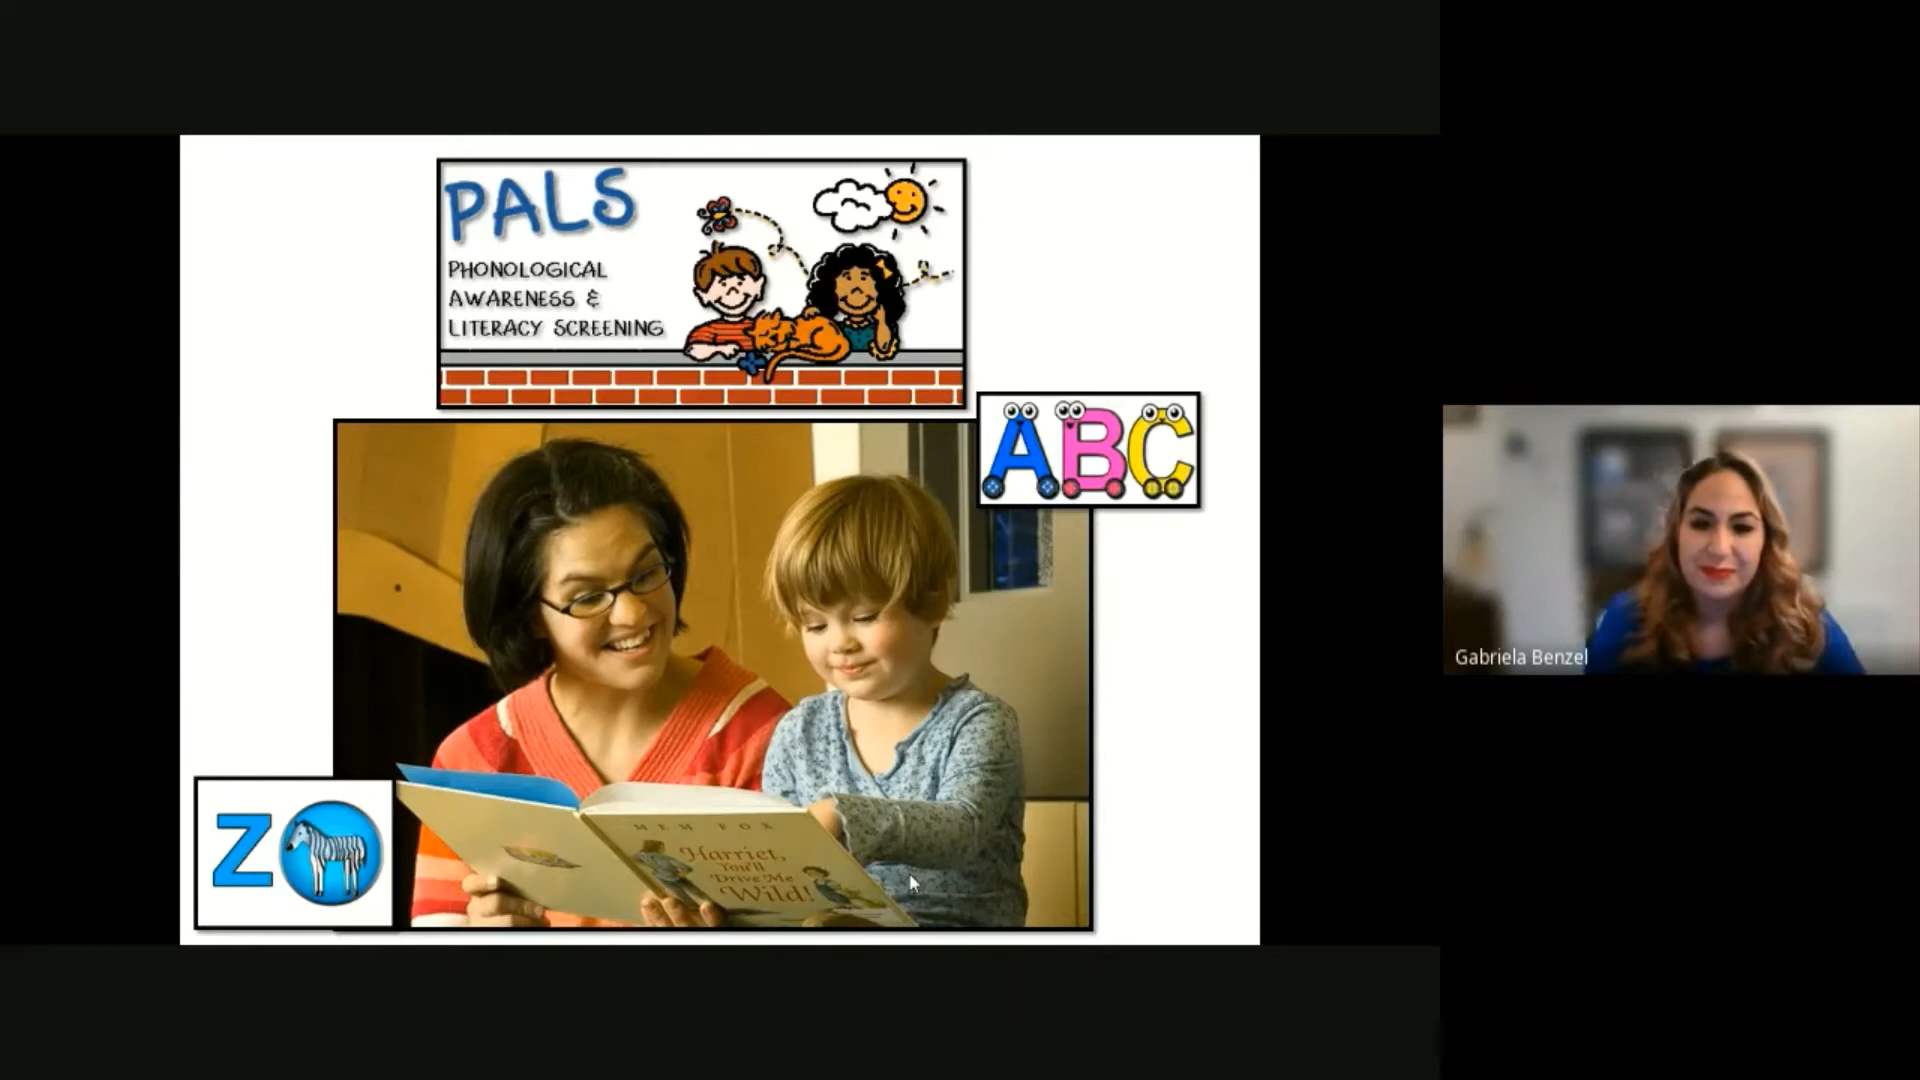 PALS
PHONOLOGICAL
AWARENESS &
LITERACY SCREENING
ABC
MEM FOX
Harriet,
You'll
Drive Me
Wild!
Z
Gabriela Benzel